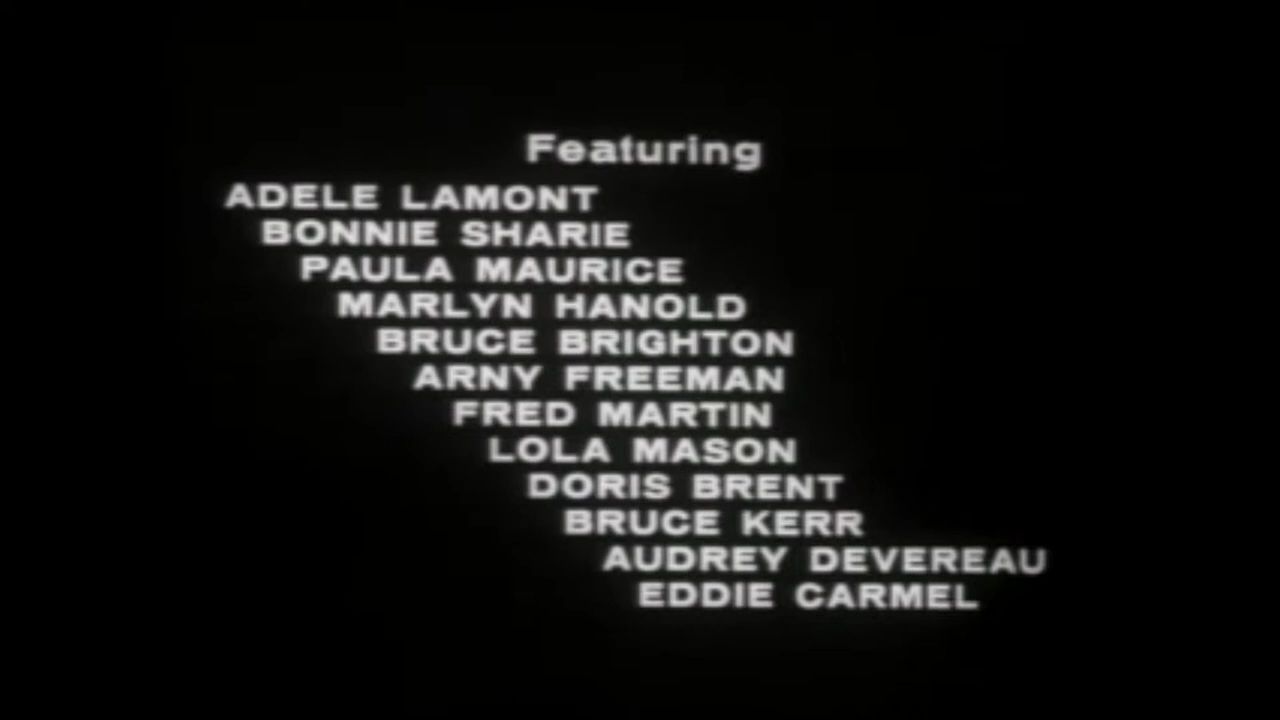 Featuring
ADELE LAMONT
BONNIE SHARIE
PAULA MAURICE
MARLYN HANOLD
BRUCE BRIGHTON
ARNY FREEMAN
FRED MARTIN
LOLA MASON
DORIS BRENT
BRUCE KERR
AUDREY DEVEREAU
EDDIE CARMEL